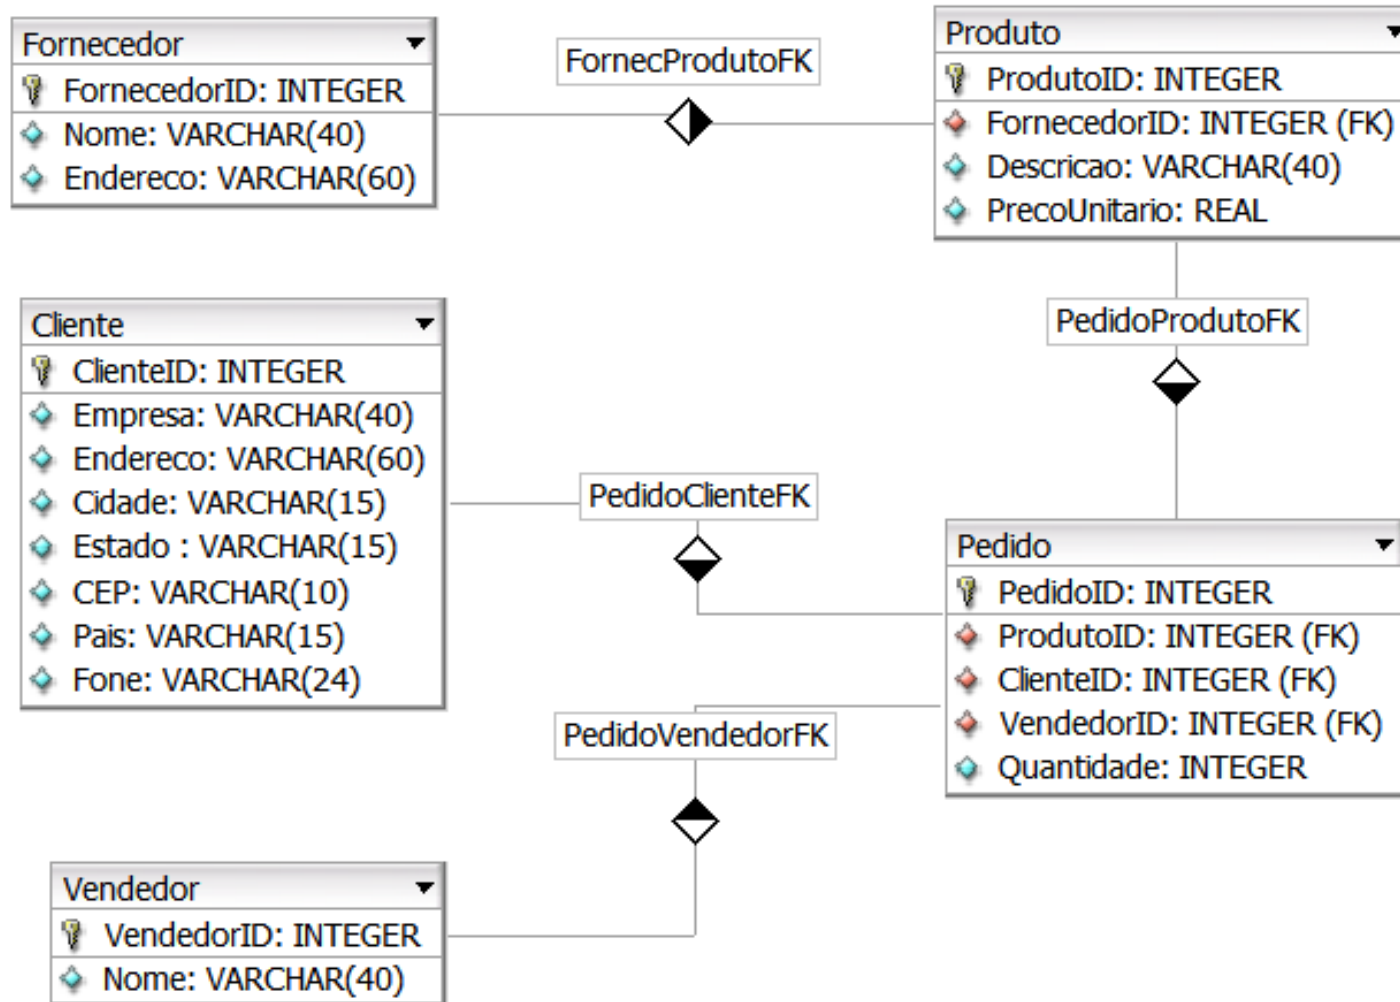 Fornecedor
FornecedorID: INTEGER
Nome: VARCHAR(40)
Endereco: VARCHAR(60)
FornecProdutoFK
Produto
ProdutoID: INTEGER
FornecedorID: INTEGER (FK)
Descricao: VARCHAR(40)
PrecoUnitario: REAL
Cliente
ClienteID: INTEGER
Empresa: VARCHAR(40)
Endereco: VARCHAR(60)
Cidade: VARCHAR(15)
Estado : VARCHAR(15)
CEP: VARCHAR(10)
Pais: VARCHAR(15)
Fone: VARCHAR(24)
PedidoProdutoFK
PedidoClienteFK
Pedido
PedidoID: INTEGER
ProdutoID: INTEGER (FK)
ClienteID: INTEGER (FK)
VendedorID: INTEGER (FK)
Quantidade: INTEGER
PedidoVendedorFK
Vendedor
VendedorID: INTEGER
Nome: VARCHAR(40)